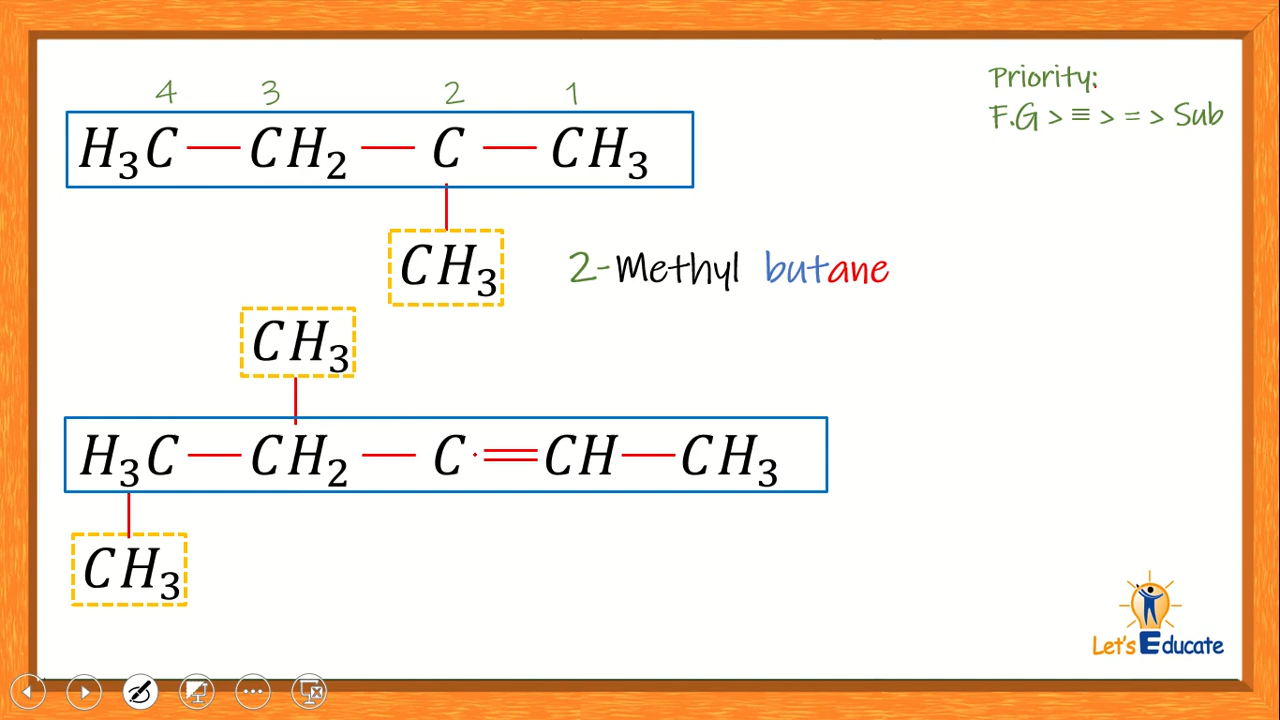 Priority:
F.G > ≡ > = > Sub
4 3 2 1
H₃C — CH₂ — C — CH₃
CH₃
2-Methyl butane
CH₃
H₃C — CH₂ — C = CH — CH₃
CH₃
Let's Educate